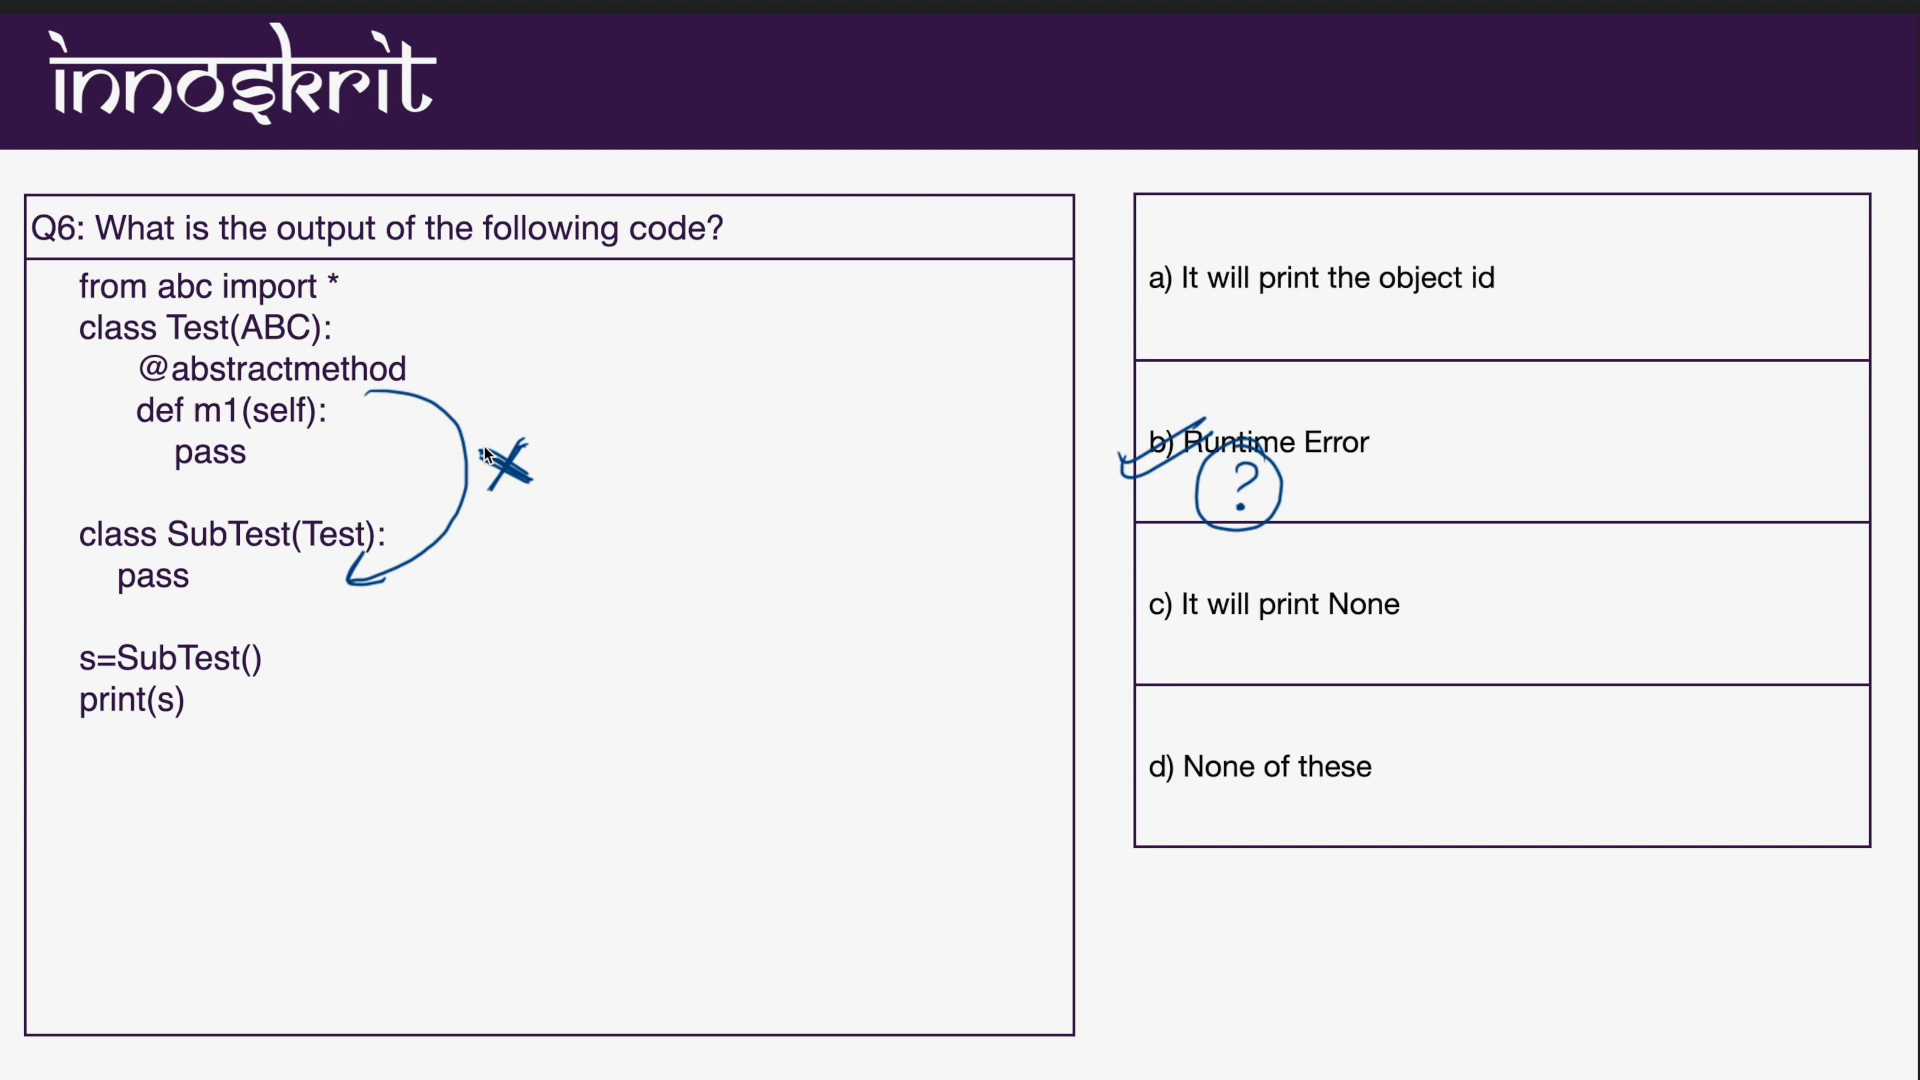 innoskrit
Q6: What is the output of the following code?
from abc import *
class Test(ABC):
@abstractmethod
def m1(self):
pass
class SubTest(Test):
pass
s=SubTest()
print(s)
a) It will print the object id
b) Runtime Error
?
c) It will print None
d) None of these